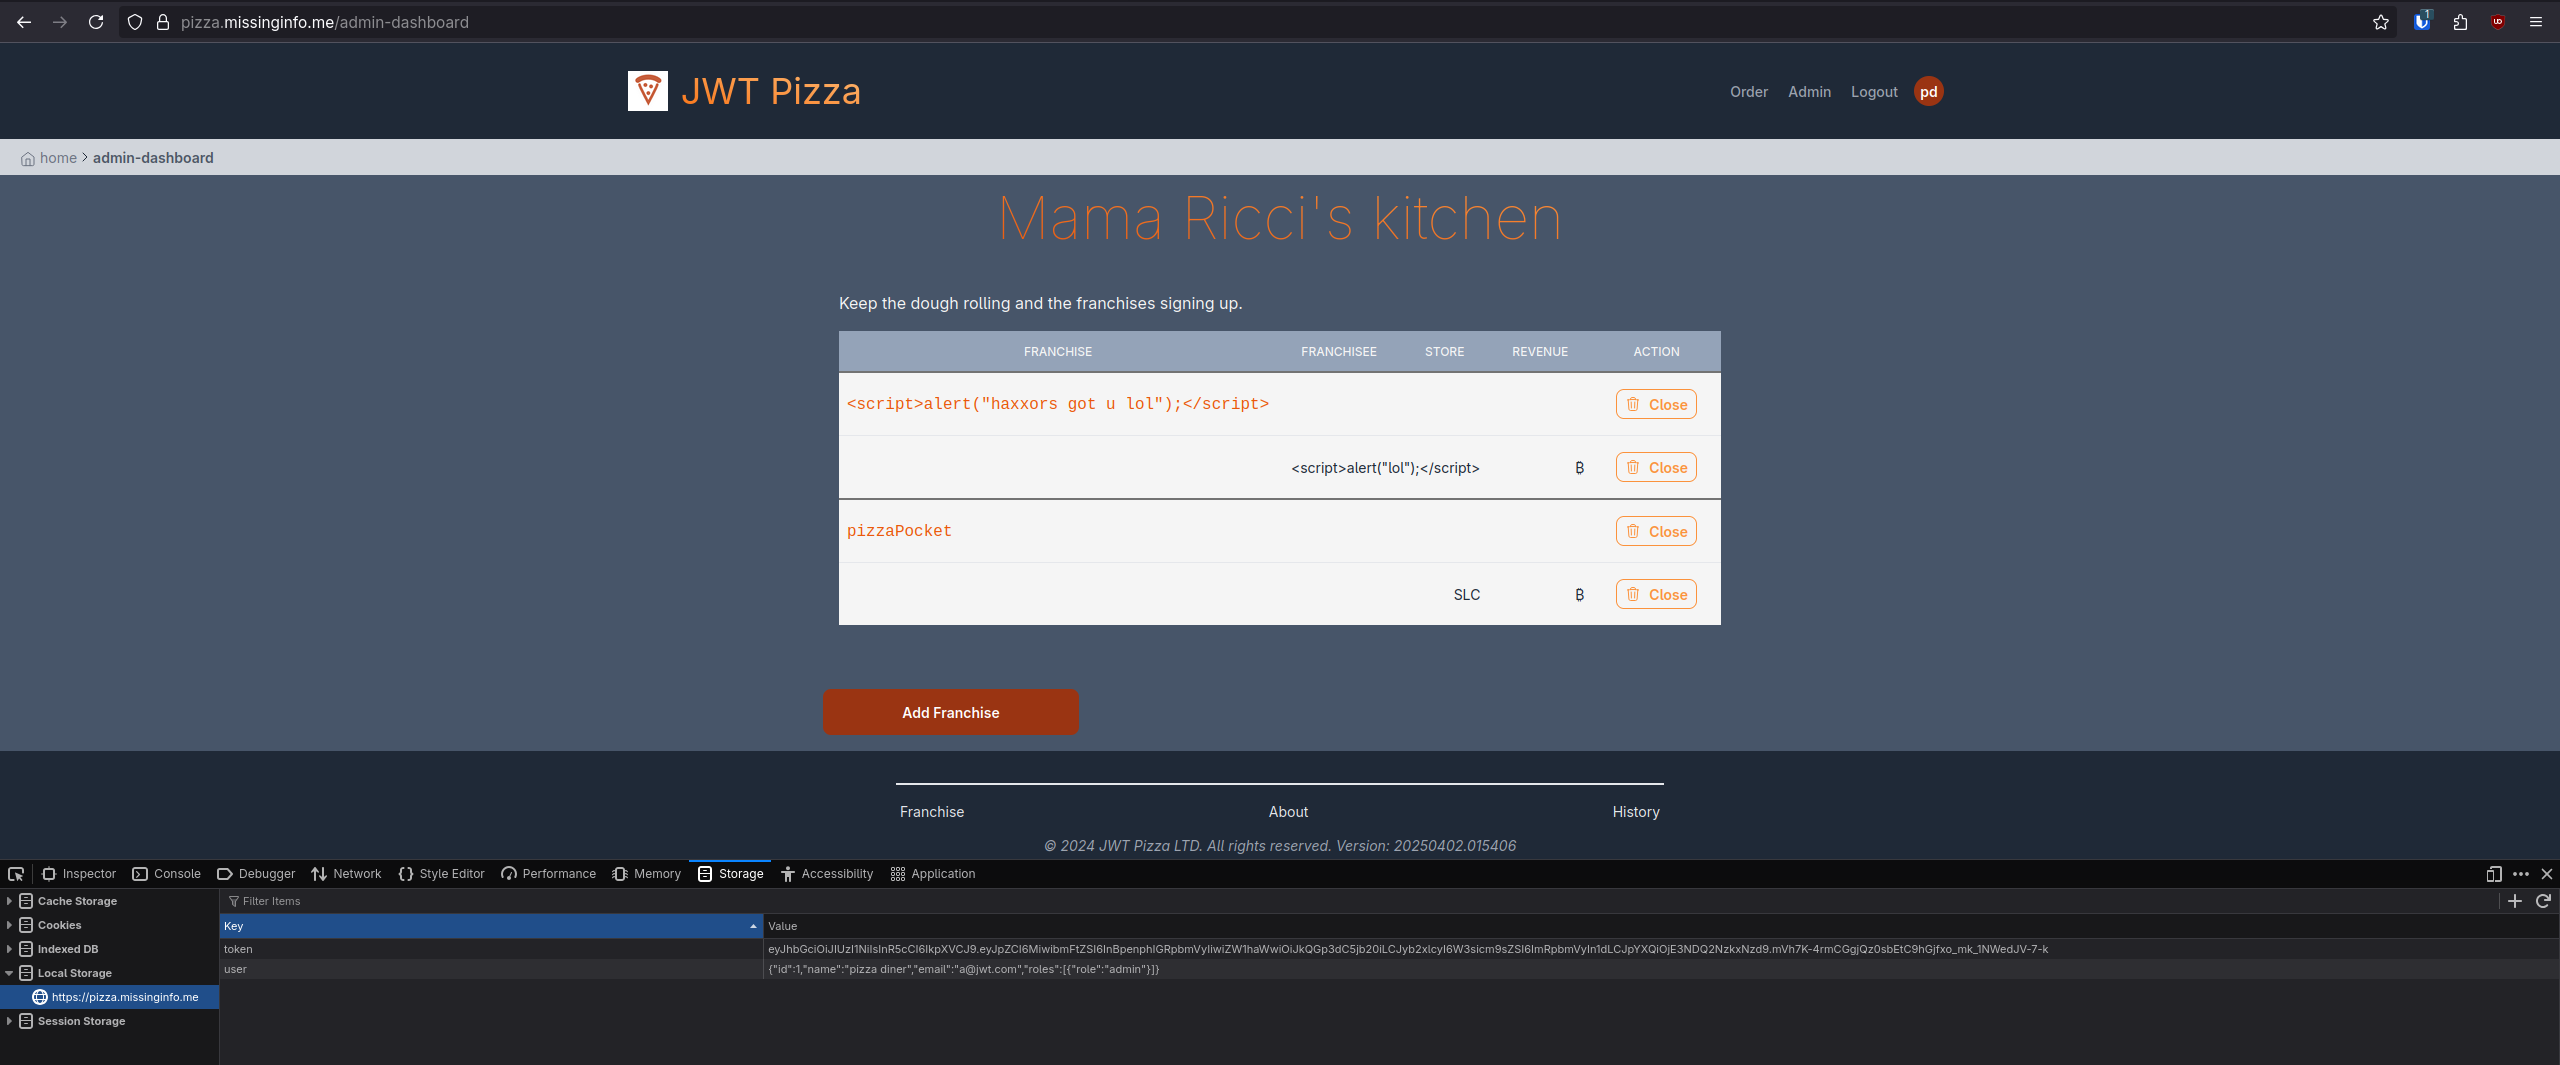 pizza.missinginfo.me/admin-dashboard
1
JWT Pizza
Order Admin Logout pd
home > admin-dashboard
Mama Ricci's kitchen
Keep the dough rolling and the franchises signing up.
FRANCHISE FRANCHISEE STORE REVENUE ACTION
<script>alert("haxxors got u lol");</script> Close
<script>alert("lol");</script> ₿ Close
pizzaPocket Close
SLC ₿ Close
Add Franchise
Franchise About History
© 2024 JWT Pizza LTD. All rights reserved. Version: 20250402.015406
Inspector Console Debugger Network Style Editor Performance Memory Storage Accessibility Application
Cache Storage
Cookies
Indexed DB
Local Storage
https://pizza.missinginfo.me
Session Storage
Filter Items
Key Value
token
user {"id":1,"name":"pizza diner","email":"a@jwt.com","roles":[{"role":"admin"}]}